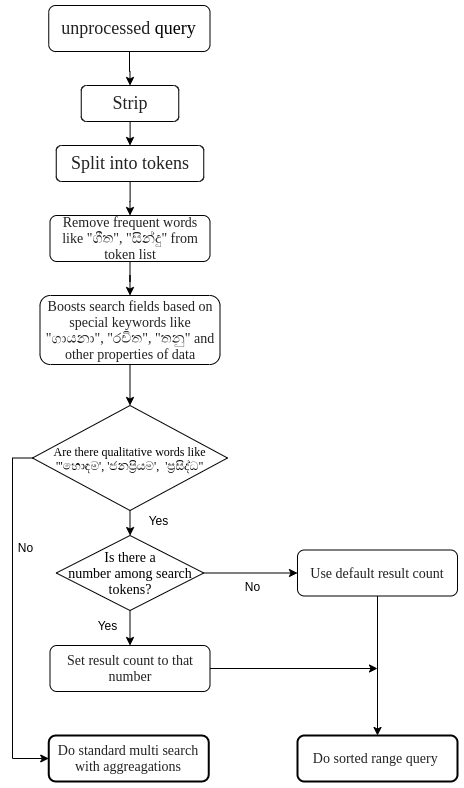 unprocessed query
Strip
Split into tokens
Remove frequent words
like "ගීත", "සින්දු" from
token list
Boosts search fields based on
special keywords like
"ගායනා", "රචිත", "තනු" and
other properties of data
Are there qualitative words like
"'හොඳම', 'ජනප්‍රියම', 'ප්‍රසිද්ධ"
Yes
No
Is there a
number among search
tokens?
Use default result count
No
Yes
Set result count to that
number
Do standard multi search
with aggreagations
Do sorted range query